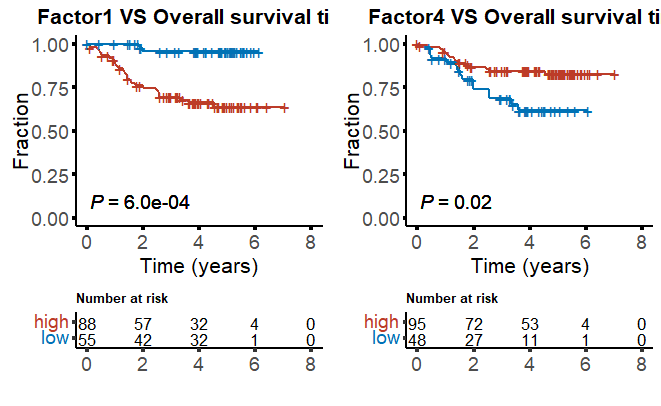 Factor1 VS Overall survival ti
1.00
0.75
0.50
0.25
0.00
Fraction
P = 6.0e-04
0 2 4 6 8
Time (years)
Number at risk
high 88 57 32 4 0
low 55 42 32 1 0
0 2 4 6 8
Factor4 VS Overall survival ti
1.00
0.75
0.50
0.25
0.00
Fraction
P = 0.02
0 2 4 6 8
Time (years)
Number at risk
high 95 72 53 4 0
low 48 27 11 1 0
0 2 4 6 8